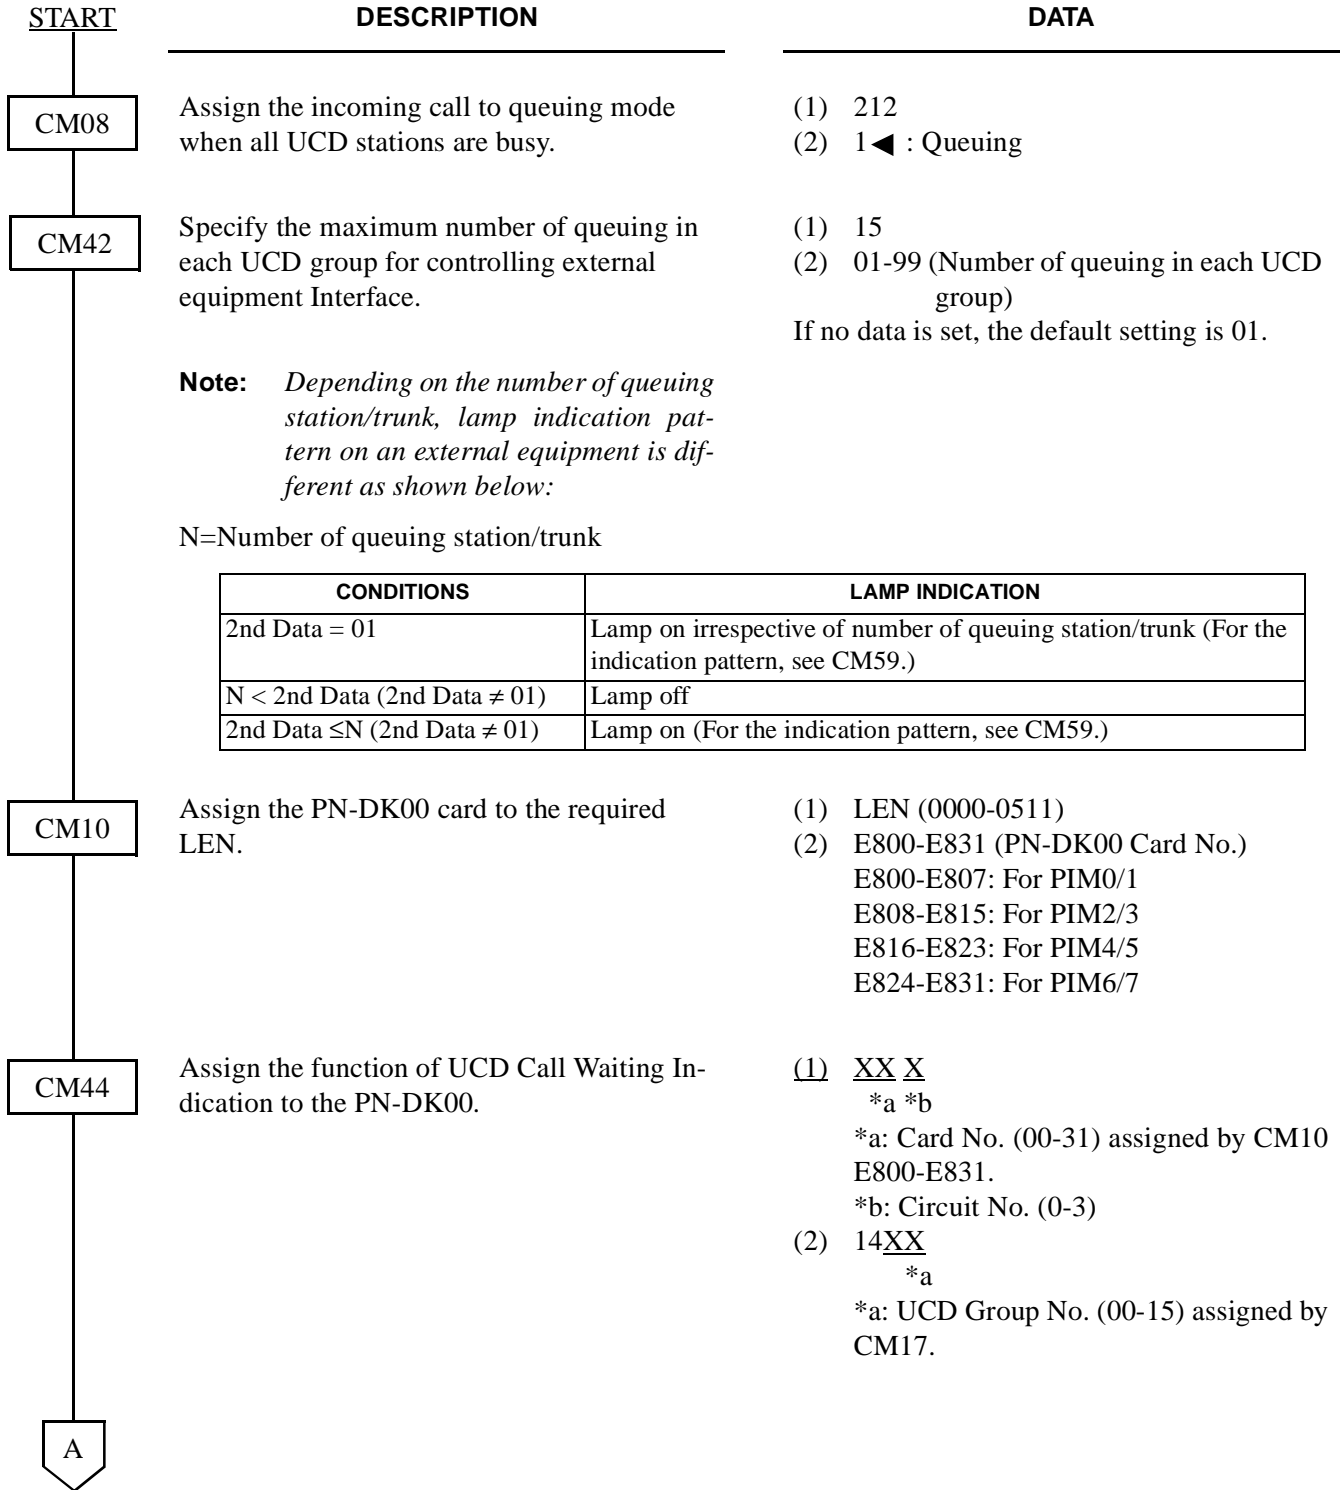 START
DESCRIPTION
DATA
CM08
Assign the incoming call to queuing mode
when all UCD stations are busy.
(1) 212
(2) 1◄ : Queuing
CM42
Specify the maximum number of queuing in
each UCD group for controlling external
equipment Interface.
(1) 15
(2) 01-99 (Number of queuing in each UCD
group)
If no data is set, the default setting is 01.
Note: Depending on the number of queuing
station/trunk, lamp indication pat-
tern on an external equipment is dif-
ferent as shown below:
N=Number of queuing station/trunk
CONDITIONS
LAMP INDICATION
2nd Data = 01
Lamp on irrespective of number of queuing station/trunk (For the
indication pattern, see CM59.)
N < 2nd Data (2nd Data ≠ 01)
Lamp off
2nd Data ≤N (2nd Data ≠ 01)
Lamp on (For the indication pattern, see CM59.)
CM10
Assign the PN-DK00 card to the required
LEN.
(1) LEN (0000-0511)
(2) E800-E831 (PN-DK00 Card No.)
E800-E807: For PIM0/1
E808-E815: For PIM2/3
E816-E823: For PIM4/5
E824-E831: For PIM6/7
CM44
Assign the function of UCD Call Waiting In-
dication to the PN-DK00.
(1) XX X
*a *b
*a: Card No. (00-31) assigned by CM10
E800-E831.
*b: Circuit No. (0-3)
(2) 14XX
*a
*a: UCD Group No. (00-15) assigned by
CM17.
A